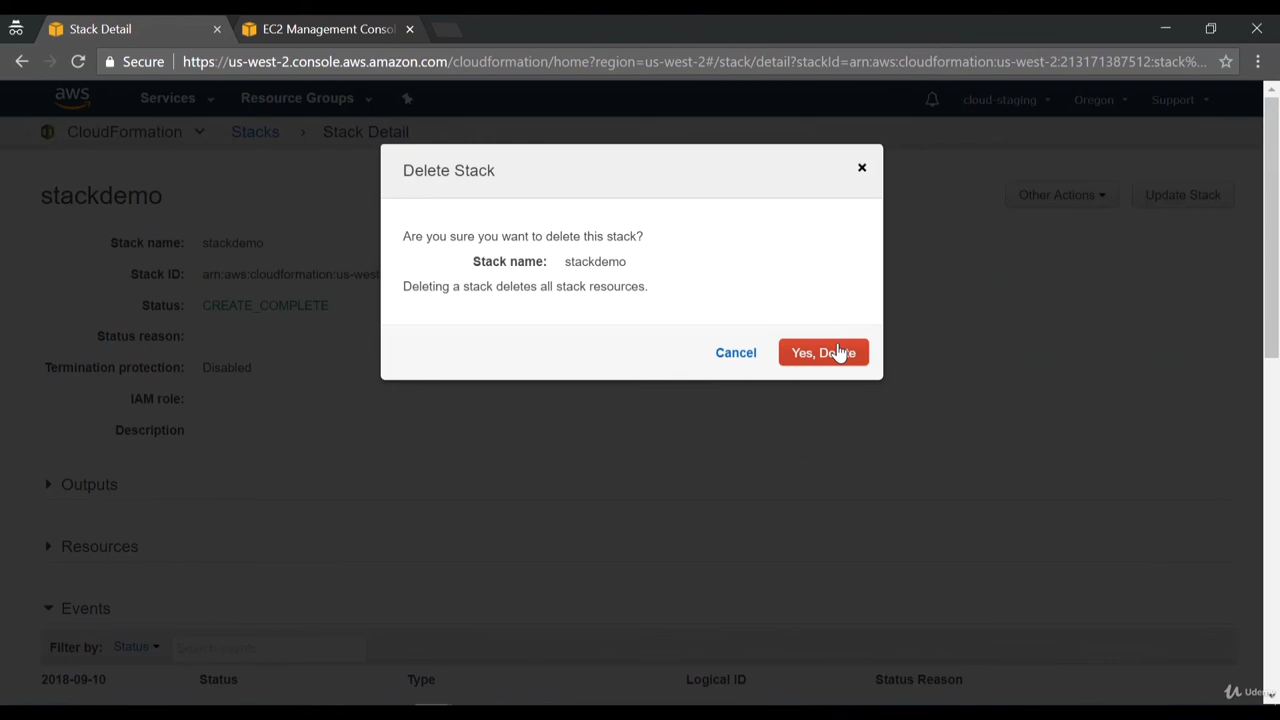 Stack Detail
EC2 Management Consol
Secure
https://us-west-2.console.aws.amazon.com/cloudformation/home?region=us-west-2#/stack/detail?stackId=arn:aws:cloudformation:us-west-2:213171387512:stack%...
aws
Services
Resource Groups
cloud-staging
Oregon
Support
CloudFormation
Stacks
Stack Detail
Delete Stack
stackdemo
Other Actions
Update Stack
Are you sure you want to delete this stack?
Stack name: stackdemo
Deleting a stack deletes all stack resources.
Cancel
Yes, Delete
Stack name: stackdemo
Stack ID: arn:aws:cloudformation:us-west
Status: CREATE_COMPLETE
Status reason:
Termination protection: Disabled
IAM role:
Description
Outputs
Resources
Events
Filter by: Status Search events
2018-09-10 Status Type Logical ID Status Reason